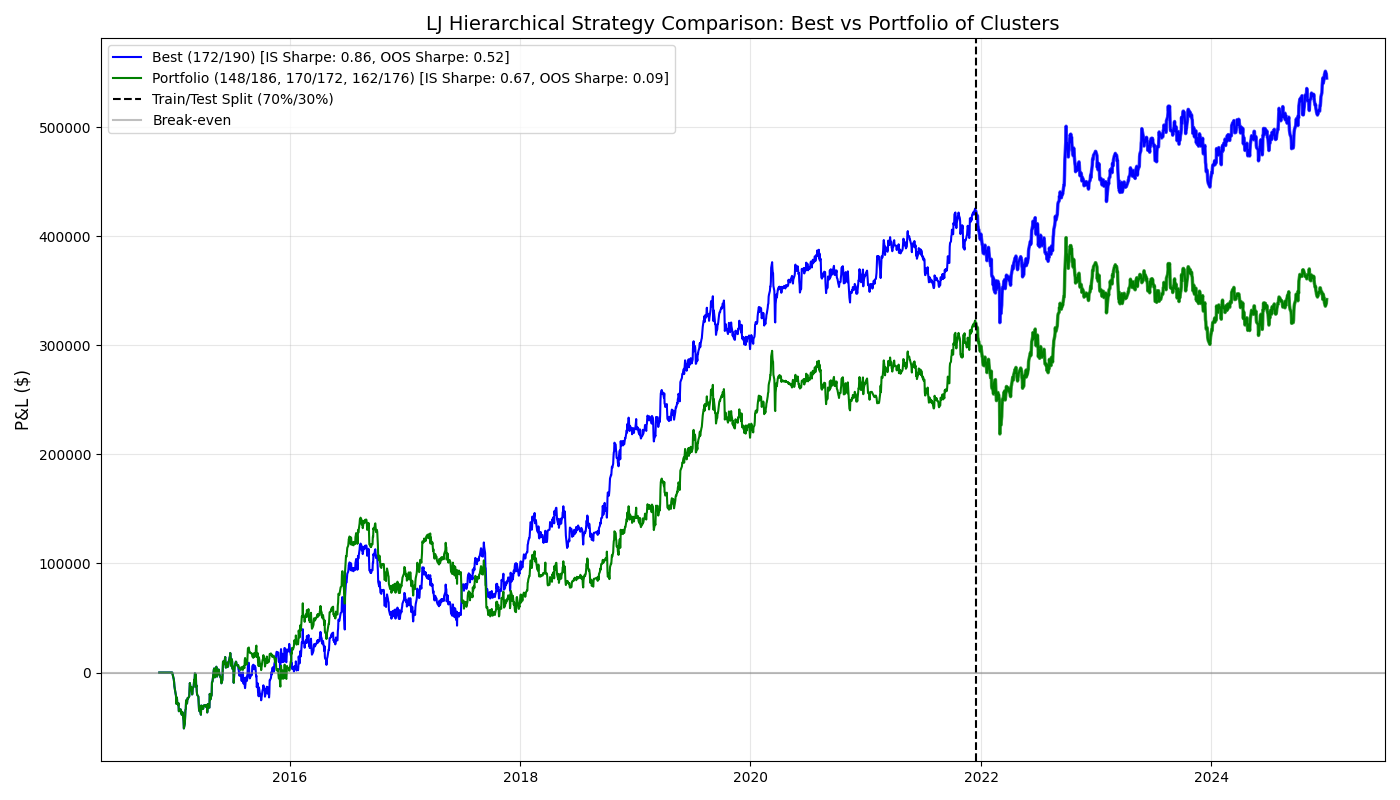 LJ Hierarchical Strategy Comparison: Best vs Portfolio of Clusters
Best (172/190) [IS Sharpe: 0.86, OOS Sharpe: 0.52]
Portfolio (148/186, 170/172, 162/176) [IS Sharpe: 0.67, OOS Sharpe: 0.09]
Train/Test Split (70%/30%)
Break-even
P&L ($)
500000
400000
300000
200000
100000
0
2016 2018 2020 2022 2024